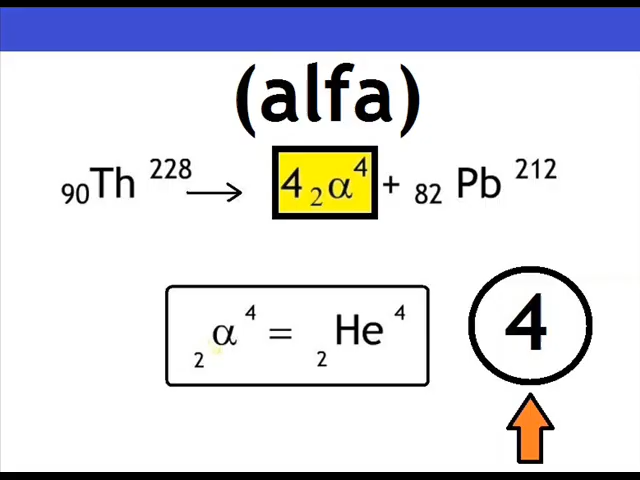 (alfa)
₉₀Th ²²⁸ → 4 ₂α⁴ + ₈₂ Pb ²¹²
₂α⁴ = ₂He⁴
4